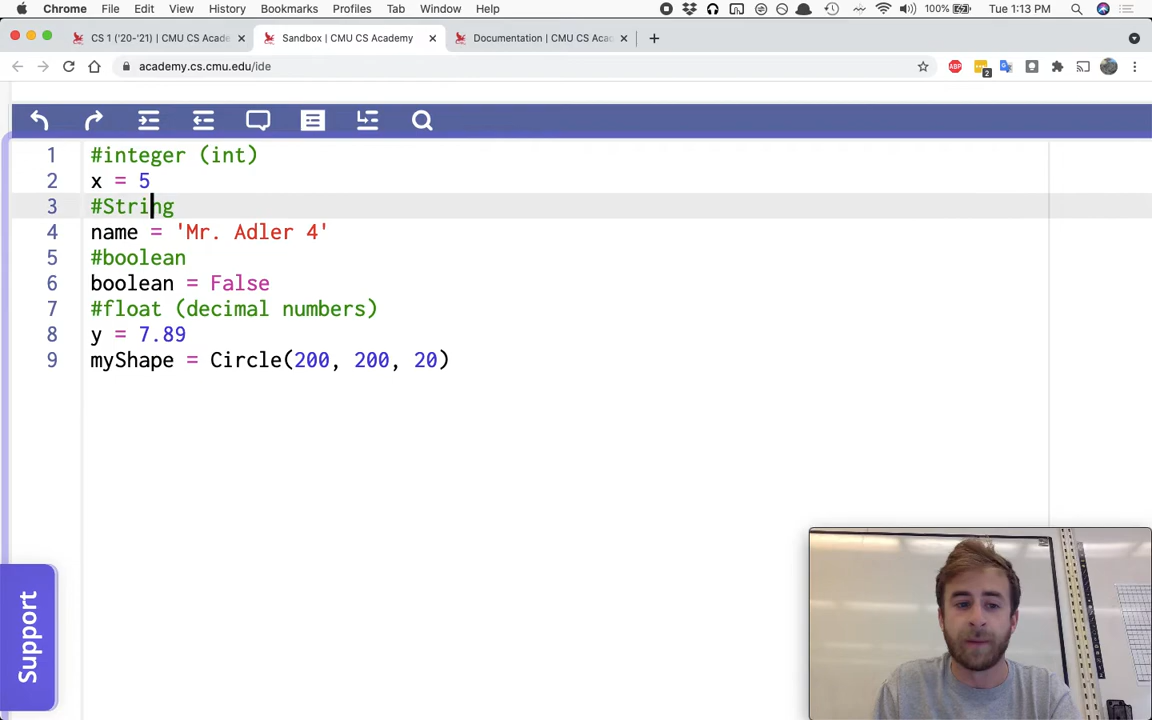 Chrome File Edit View History Bookmarks Profiles Tab Window Help 100% Tue 1:13 PM
CS 1 ('20-'21) | CMU CS Acade Sandbox | CMU CS Academy Documentation | CMU CS Aca
academy.cs.cmu.edu/ide ABP 2
1 #integer (int)
2 x = 5
3 #String
4 name = 'Mr. Adler 4'
5 #boolean
6 boolean = False
7 #float (decimal numbers)
8 y = 7.89
9 myShape = Circle(200, 200, 20)
Support